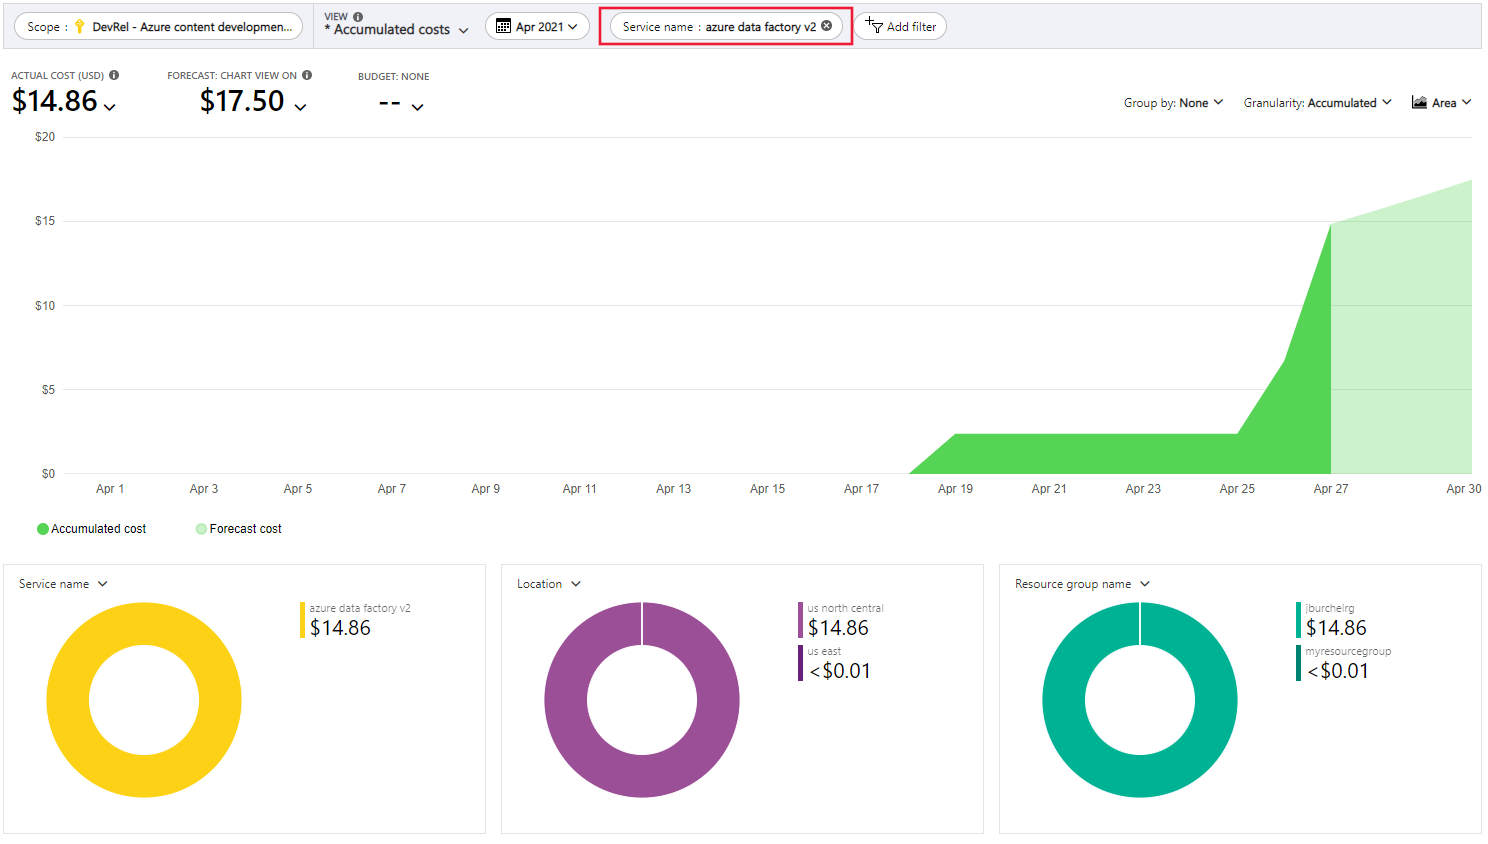 Scope : DevRel - Azure content developmen...
VIEW
* Accumulated costs
Apr 2021
Service name : azure data factory v2
Add filter
ACTUAL COST (USD)
$14.86
FORECAST: CHART VIEW ON
$17.50
BUDGET: NONE
--
Group by: None
Granularity: Accumulated
Area
$20
$15
$10
$5
$0
Apr 1
Apr 3
Apr 5
Apr 7
Apr 9
Apr 11
Apr 13
Apr 15
Apr 17
Apr 19
Apr 21
Apr 23
Apr 25
Apr 27
Apr 30
Accumulated cost
Forecast cost
Service name
azure data factory v2
$14.86
Location
us north central
$14.86
us east
<$0.01
Resource group name
jburcheirg
$14.86
myresourcegroup
<$0.01